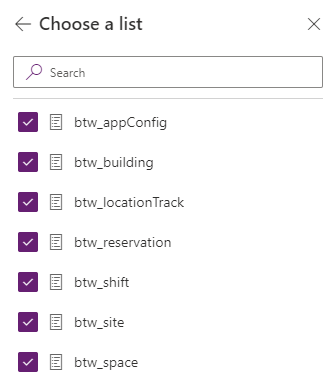 Choose a list
Search
btw_appConfig
btw_building
btw_locationTrack
btw_reservation
btw_shift
btw_site
btw_space